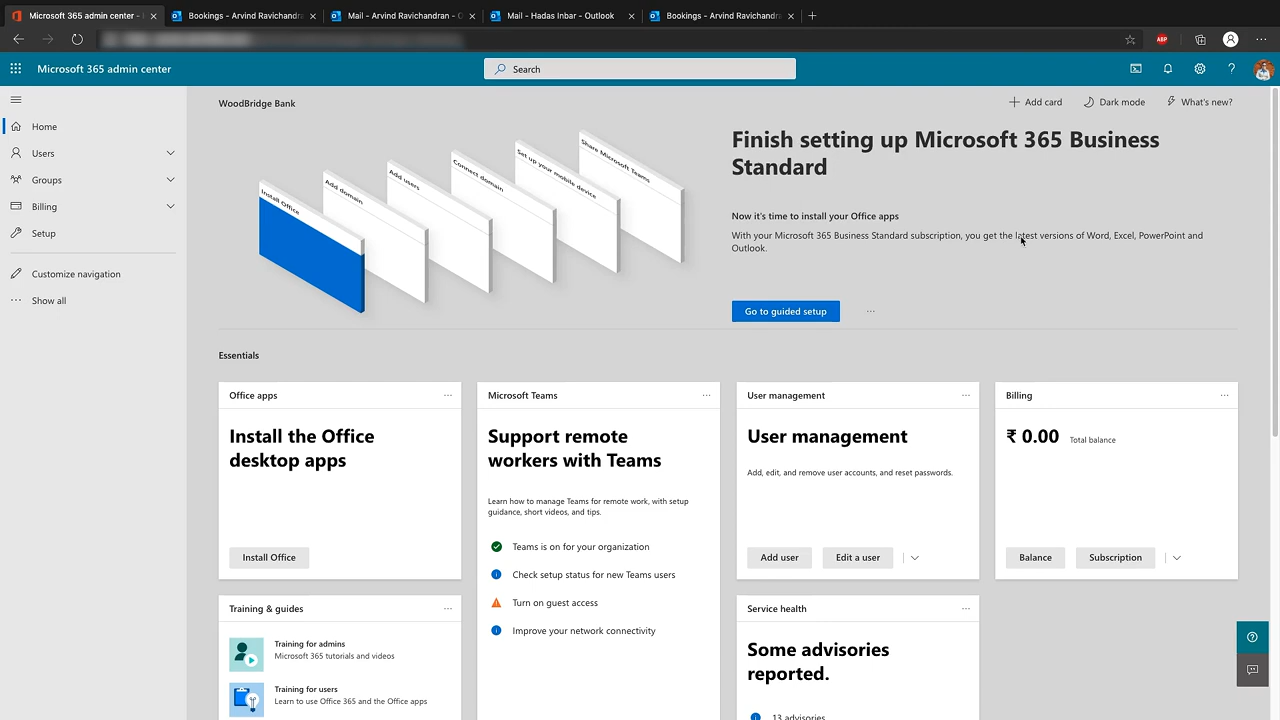 Microsoft 365 admin center -
Bookings - Arvind Ravichandra
Mail - Arvind Ravichandran - O
Mail - Hadas Inbar - Outlook
Bookings - Arvind Ravichandra
ABP
Microsoft 365 admin center
Search
WoodBridge Bank
Add card
Dark mode
What's new?
Home
Users
Groups
Billing
Setup
Customize navigation
Show all
Install Office
Add domain
Add users
Connect domain
Set up your mobile device
Share Microsoft Teams
Finish setting up Microsoft 365 Business
Standard
Now it's time to install your Office apps
With your Microsoft 365 Business Standard subscription, you get the latest versions of Word, Excel, PowerPoint and
Outlook.
Go to guided setup
Essentials
Office apps
Install the Office
desktop apps
Install Office
Microsoft Teams
Support remote
workers with Teams
Learn how to manage Teams for remote work, with setup
guidance, short videos, and tips.
Teams is on for your organization
Check setup status for new Teams users
Turn on guest access
Improve your network connectivity
User management
User management
Add, edit, and remove user accounts, and reset passwords.
Add user
Edit a user
Billing
₹ 0.00 Total balance
Balance
Subscription
Training & guides
Training for admins
Microsoft 365 tutorials and videos
Training for users
Learn to use Office 365 and the Office apps
Service health
Some advisories
reported.
13 advisories